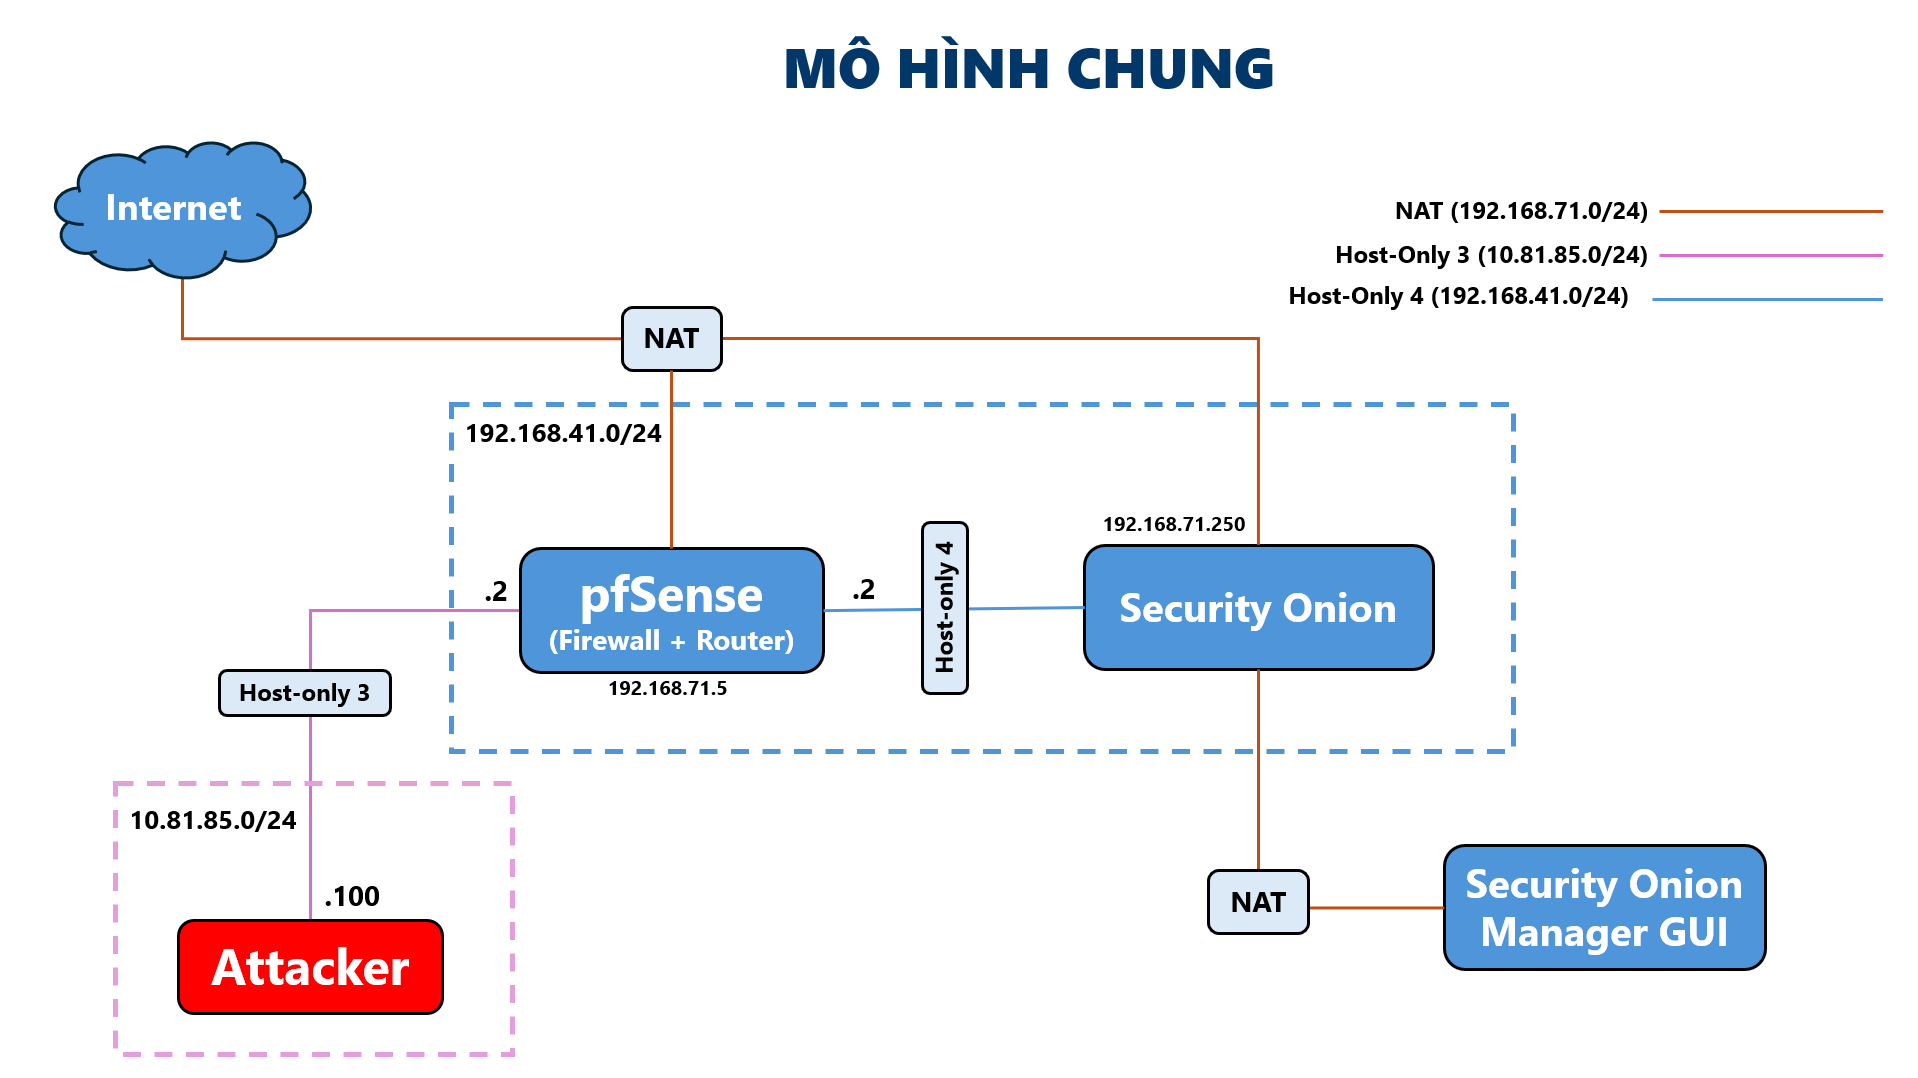 MÔ HÌNH CHUNG
Internet
NAT (192.168.71.0/24)
Host-Only 3 (10.81.85.0/24)
Host-Only 4 (192.168.41.0/24)
NAT
192.168.41.0/24
192.168.71.250
.2
pfSense
(Firewall + Router)
192.168.71.5
.2
Host-only 4
Security Onion
Host-only 3
10.81.85.0/24
.100
Attacker
NAT
Security Onion
Manager GUI